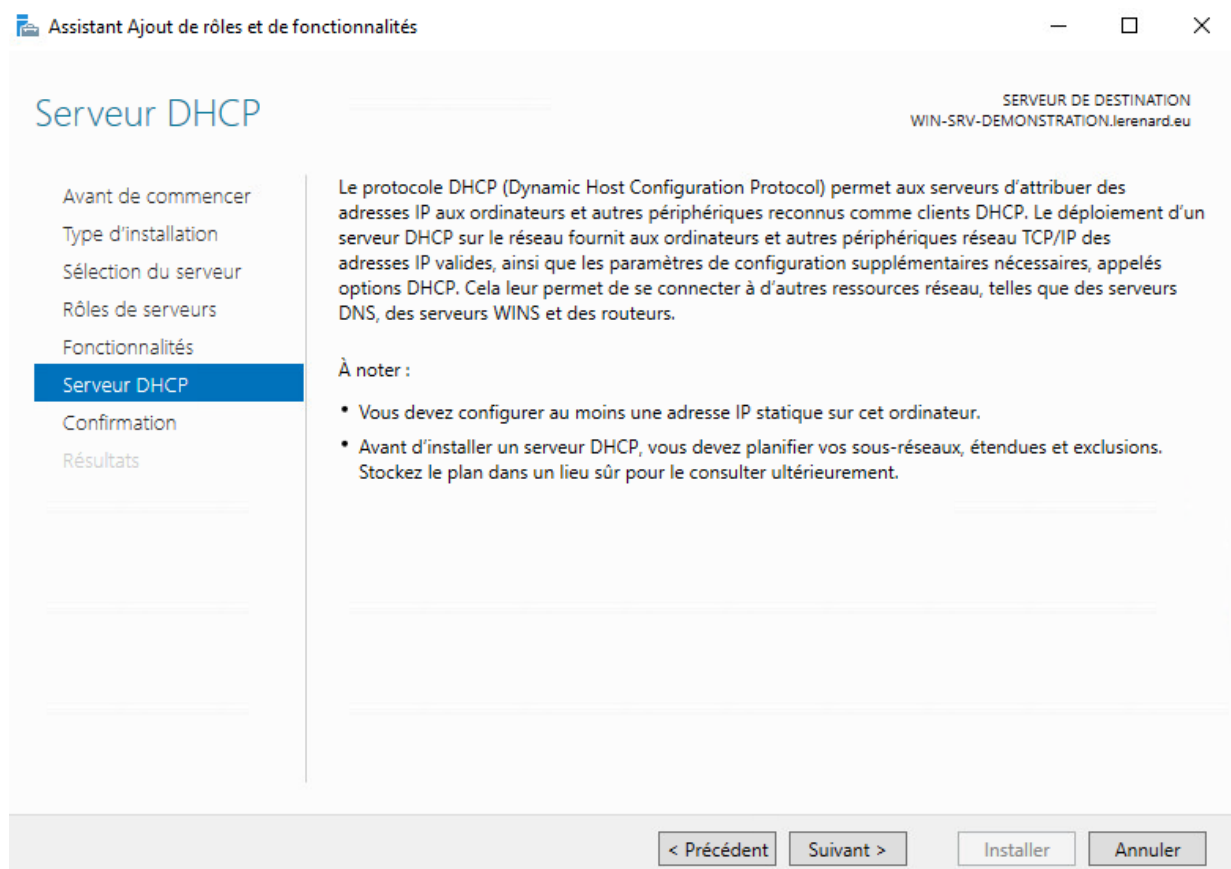 Assistant Ajout de rôles et de fonctionnalités
Serveur DHCP
SERVEUR DE DESTINATION
WIN-SRV-DEMONSTRATION.lerenard.eu
Avant de commencer
Type d'installation
Sélection du serveur
Rôles de serveurs
Fonctionnalités
Serveur DHCP
Confirmation
Résultats
Le protocole DHCP (Dynamic Host Configuration Protocol) permet aux serveurs d’attribuer des
adresses IP aux ordinateurs et autres périphériques reconnus comme clients DHCP. Le déploiement d’un
serveur DHCP sur le réseau fournit aux ordinateurs et autres périphériques réseau TCP/IP des
adresses IP valides, ainsi que les paramètres de configuration supplémentaires nécessaires, appelés
options DHCP. Cela leur permet de se connecter à d’autres ressources réseau, telles que des serveurs
DNS, des serveurs WINS et des routeurs.
À noter :
• Vous devez configurer au moins une adresse IP statique sur cet ordinateur.
• Avant d’installer un serveur DHCP, vous devez planifier vos sous-réseaux, étendues et exclusions.
Stockez le plan dans un lieu sûr pour le consulter ultérieurement.
< Précédent
Suivant >
Installer
Annuler